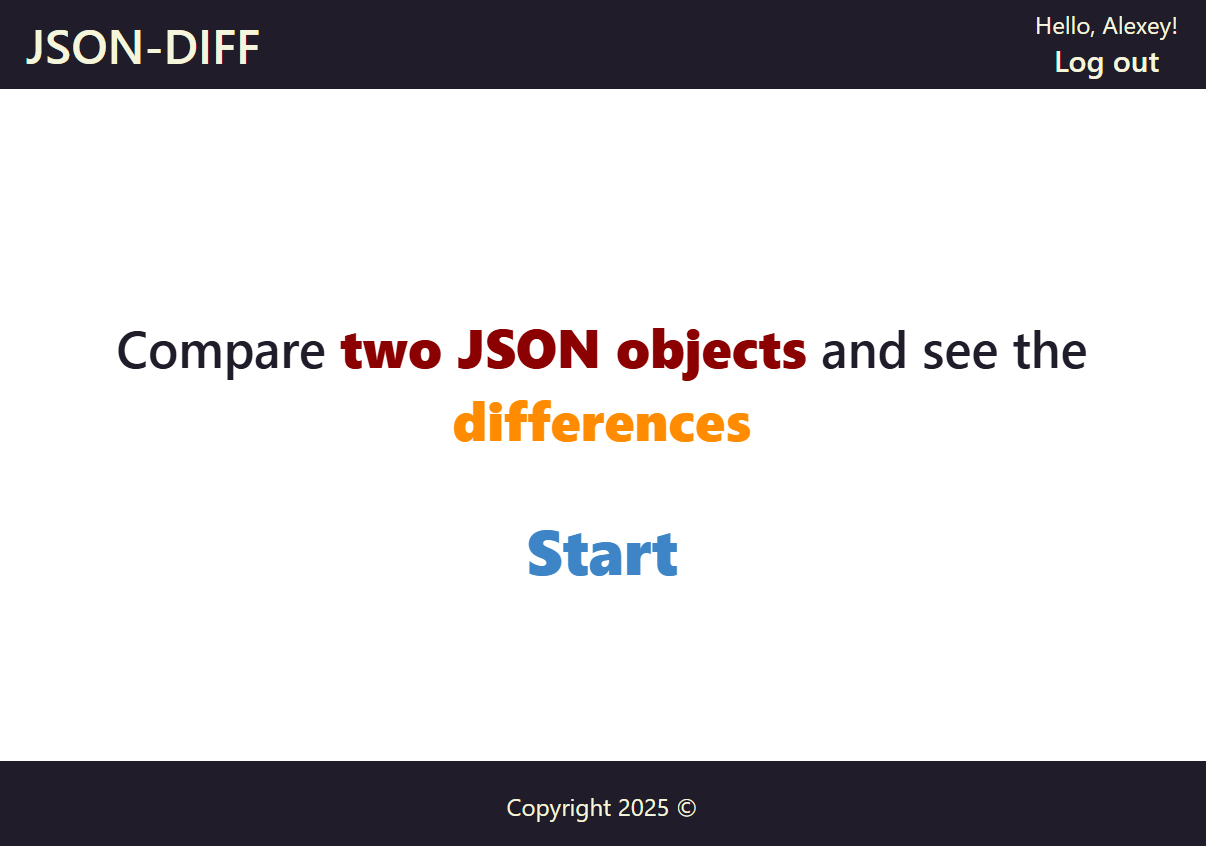 JSON-DIFF
Hello, Alexey!
Log out
Compare two JSON objects and see the
differences
Start
Copyright 2025 ©